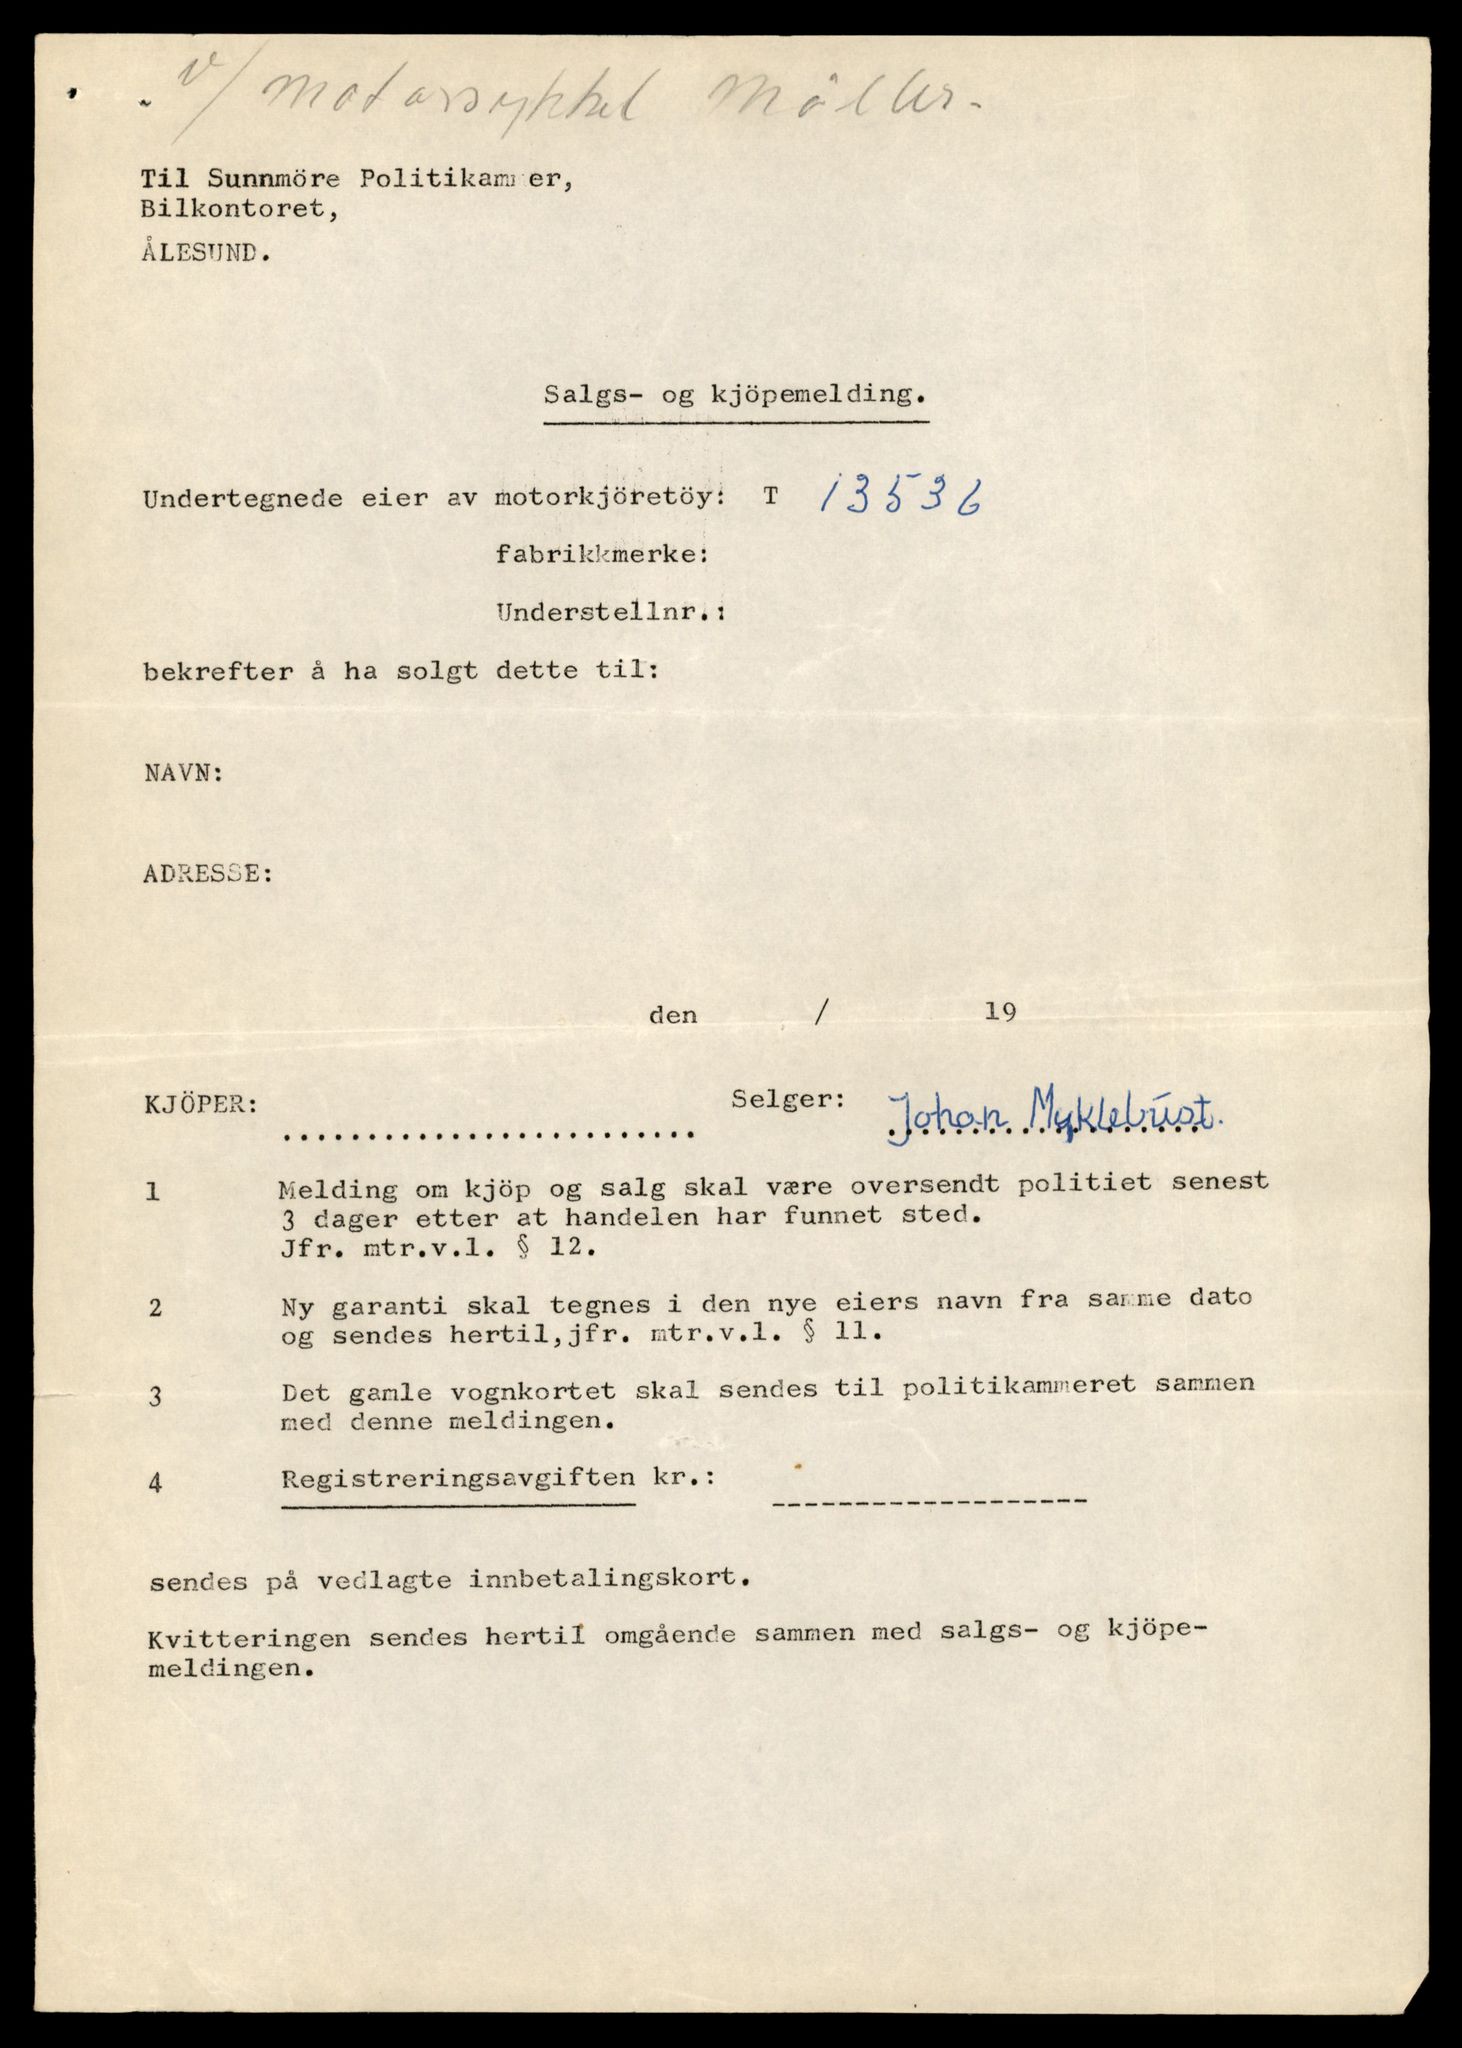 v/ Motorsykkel Möller.
Til Sunnmöre Politikammer,
Bilkontoret,
ÅLESUND.
Salgs- og kjöpemelding.
Undertegnede eier av motorkjöretöy: T 13536
fabrikkmerke:
Understellnr.:
bekrefter å ha solgt dette til:
NAVN:
ADRESSE:
den / 19
KJÖPER: ......................... Selger: Johan Myklebust.
1 Melding om kjöp og salg skal være oversendt politiet senest
3 dager etter at handelen har funnet sted.
Jfr. mtr.v.l. § 12.
2 Ny garanti skal tegnes i den nye eiers navn fra samme dato
og sendes hertil,jfr. mtr.v.l. § 11.
3 Det gamle vognkortet skal sendes til politikammeret sammen
med denne meldingen.
4 Registreringsavgiften kr.: -------------------
sendes på vedlagte innbetalingskort.
Kvitteringen sendes hertil omgående sammen med salgs- og kjöpe-
meldingen.